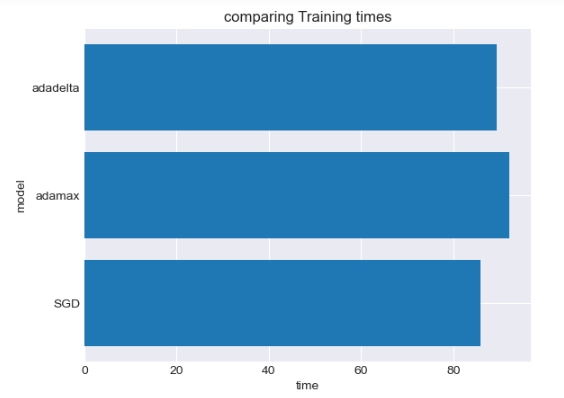 comparing Training times
adadelta
adamax
SGD
model
0 20 40 60 80
time